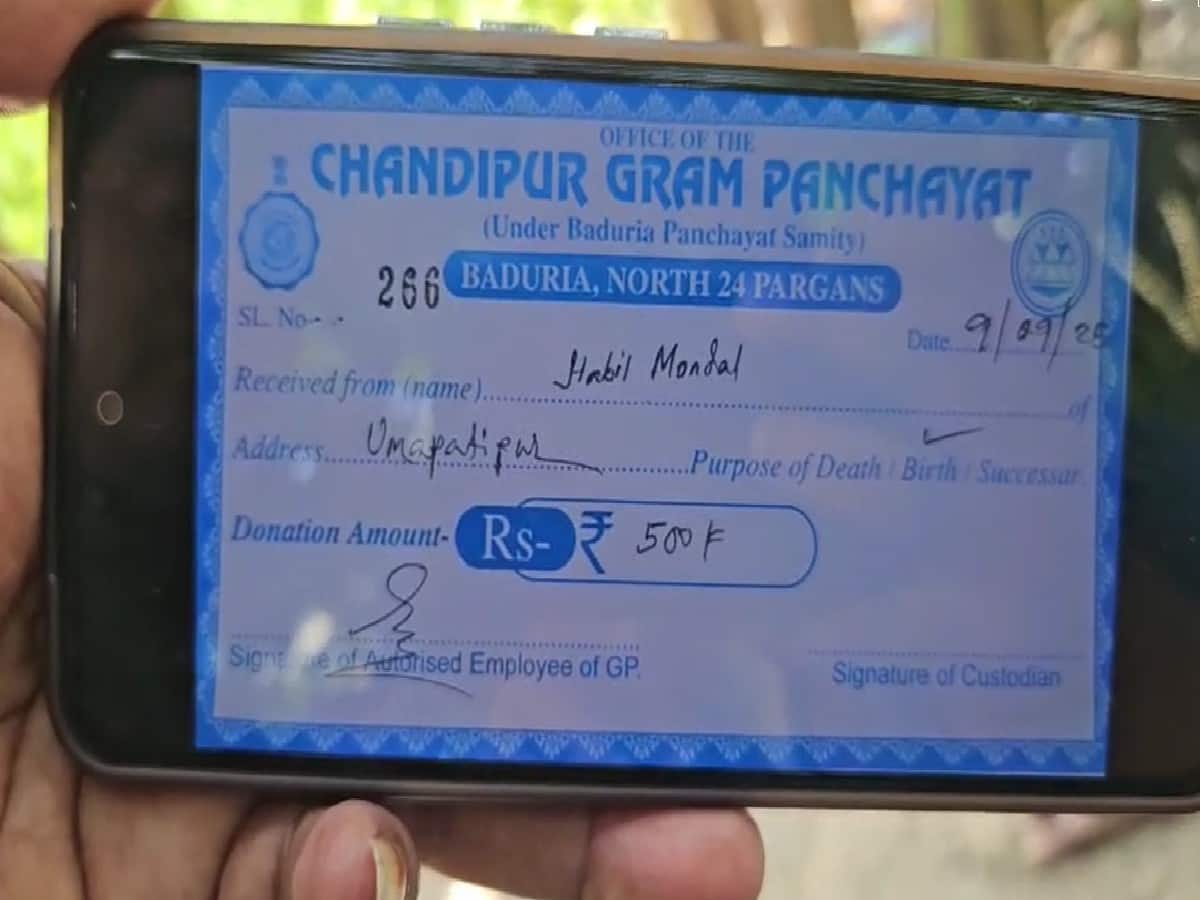 OFFICE OF THE
CHANDIPUR GRAM PANCHAYAT
(Under Baduria Panchayat Samity)
266 BADURIA, NORTH 24 PARGANS
SL. No- -
Date. 9/09/25
Received from (name) Habil Mondal of
Address Umapatipur Purpose of Death / Birth / Successar.
Donation Amount- Rs- ₹ 500/-
Signature of Autorised Employee of GP.
Signature of Custodian